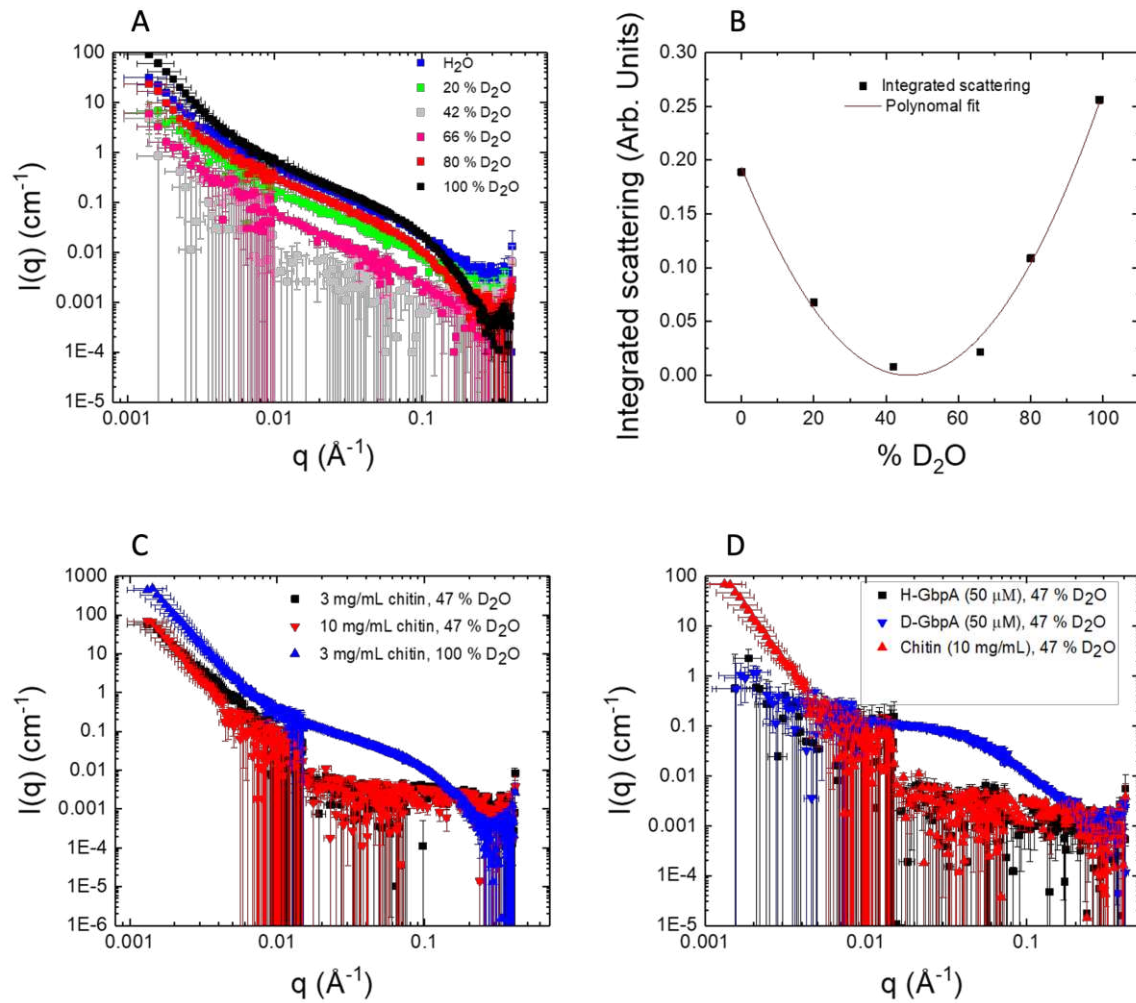 A
I(q) (cm⁻¹)
100
10
1
0.1
0.01
0.001
1E-4
1E-5
0.001
0.01
0.1
q (Å⁻¹)
H₂O
20 % D₂O
42 % D₂O
66 % D₂O
80 % D₂O
100 % D₂O
B
Integrated scattering (Arb. Units)
0.30
0.25
0.20
0.15
0.10
0.05
0.00
0
20
40
60
80
100
% D₂O
Integrated scattering
Polynomal fit
C
I(q) (cm⁻¹)
1000
100
10
1
0.1
0.01
0.001
1E-4
1E-5
1E-6
0.001
0.01
0.1
q (Å⁻¹)
3 mg/mL chitin, 47 % D₂O
10 mg/mL chitin, 47 % D₂O
3 mg/mL chitin, 100 % D₂O
D
I(q) (cm⁻¹)
100
10
1
0.1
0.01
0.001
1E-4
1E-5
0.001
0.01
0.1
q (Å⁻¹)
H-GbpA (50 μM), 47 % D₂O
D-GbpA (50 μM), 47 % D₂O
Chitin (10 mg/mL), 47 % D₂O